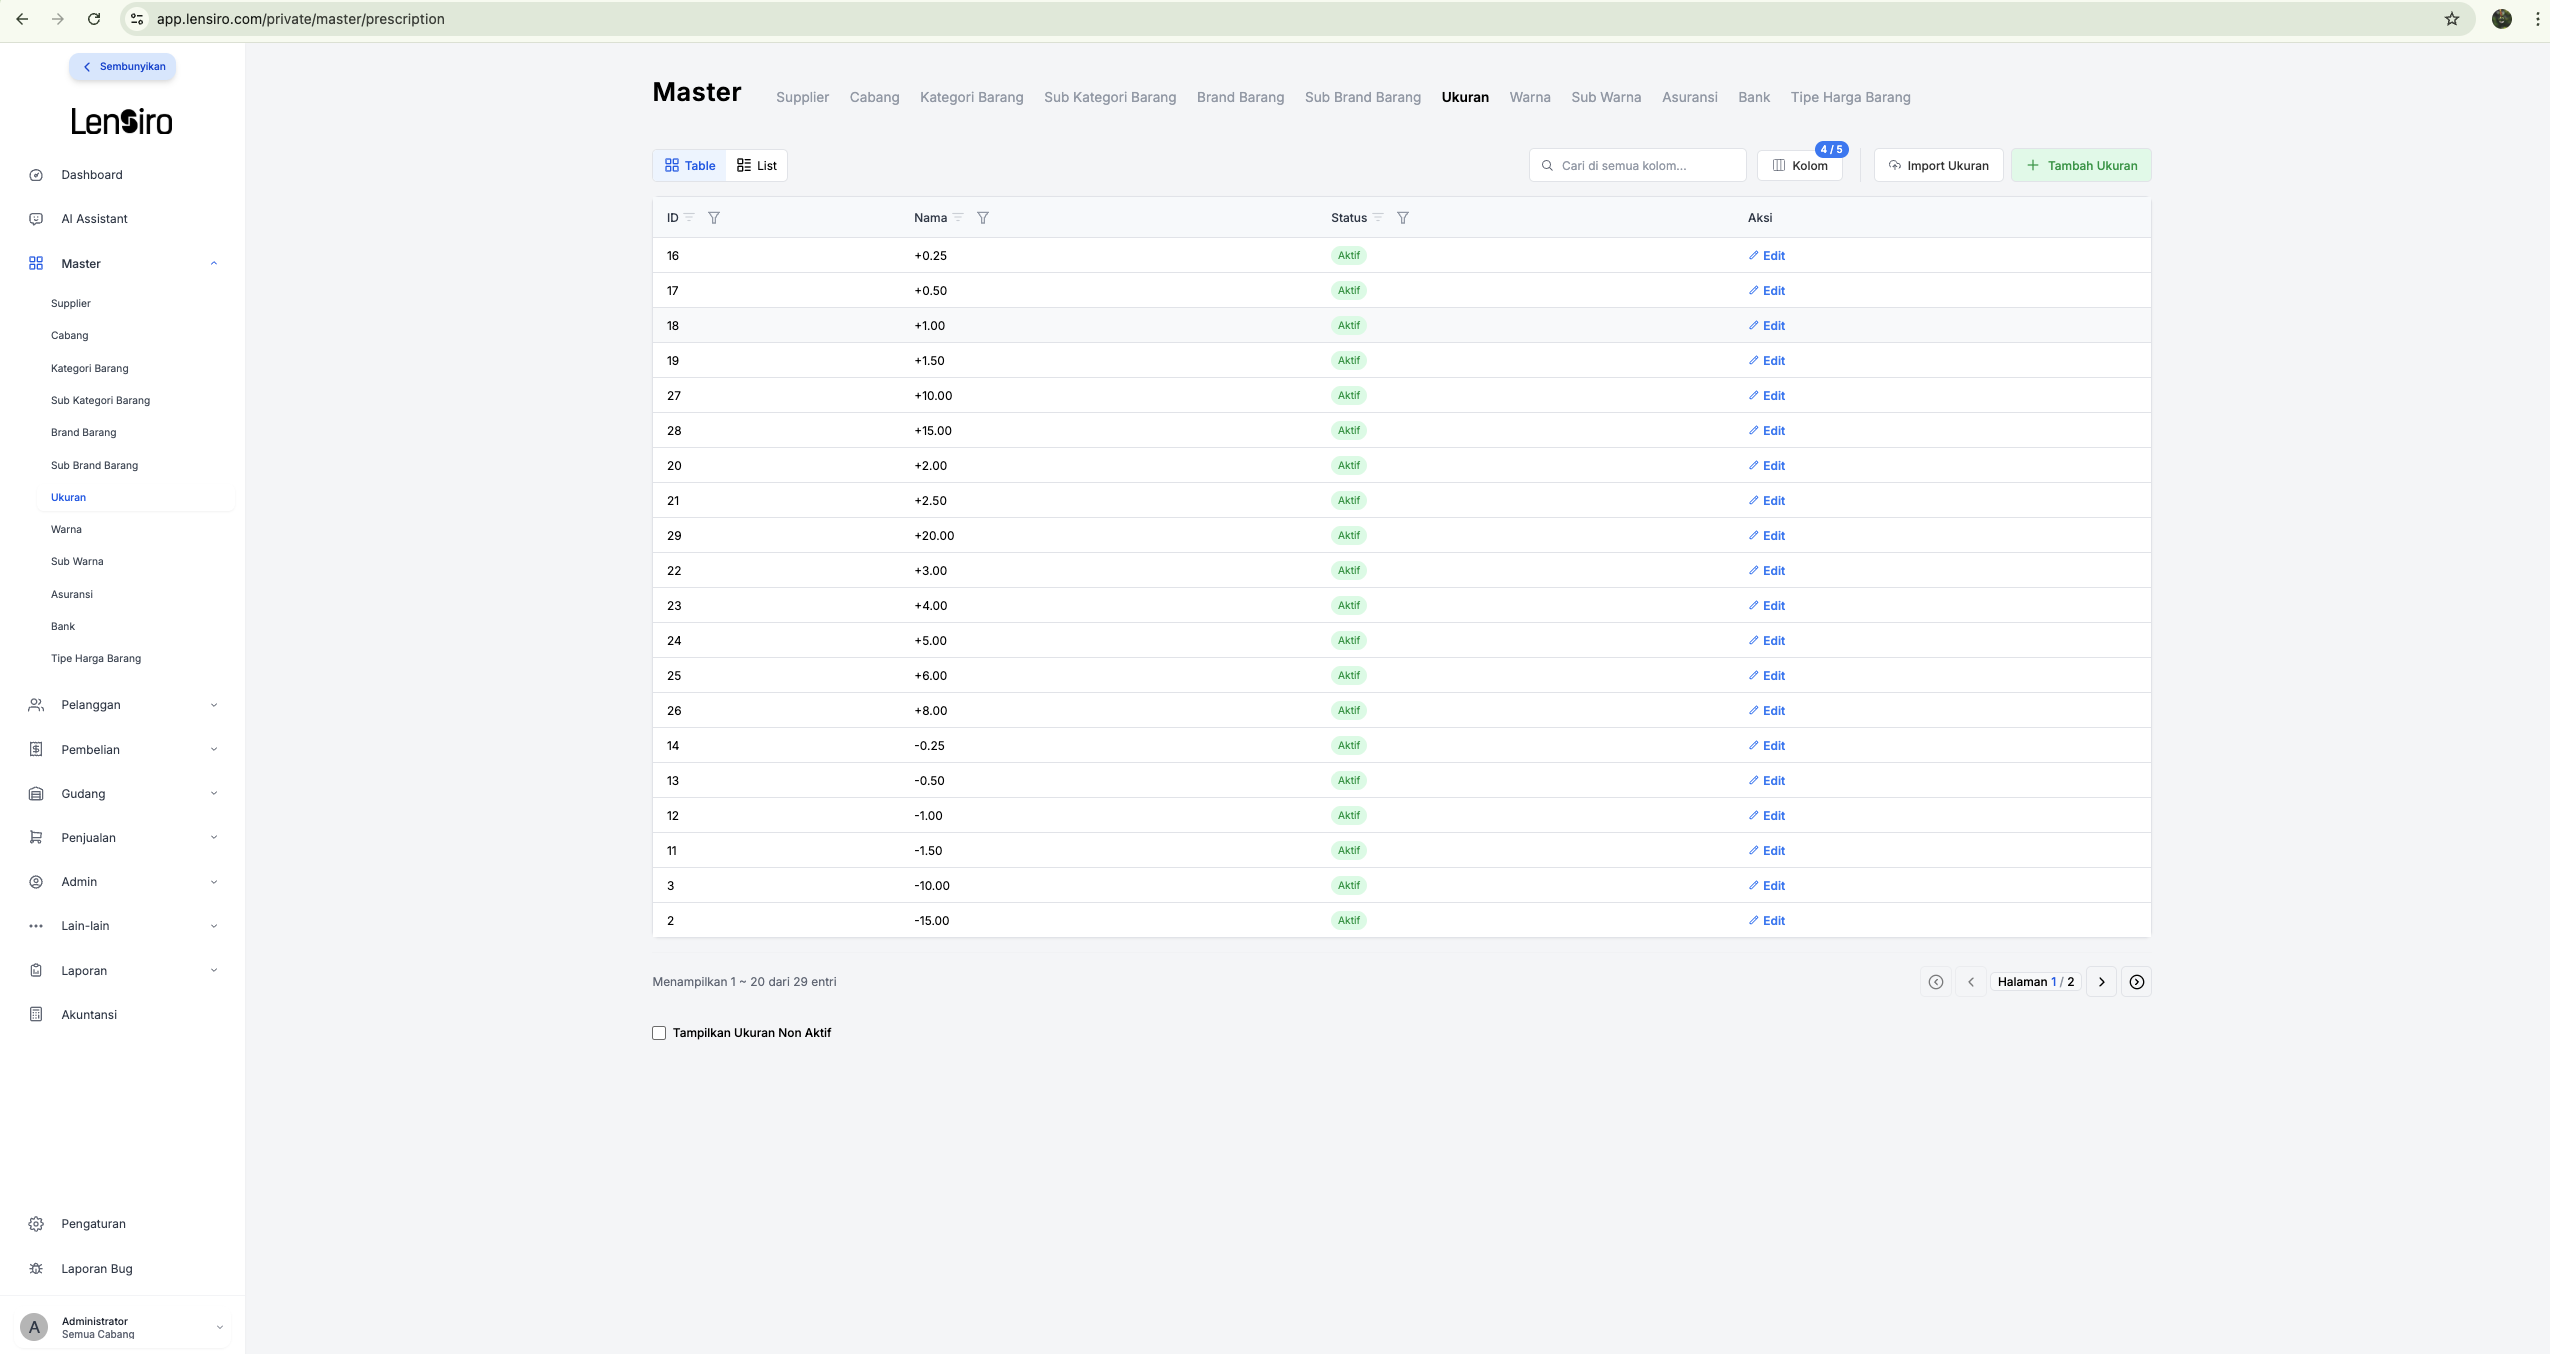 app.lensiro.com/private/master/prescription
Sembunyikan
Lensiro
Dashboard
AI Assistant
Master
Supplier
Cabang
Kategori Barang
Sub Kategori Barang
Brand Barang
Sub Brand Barang
Ukuran
Warna
Sub Warna
Asuransi
Bank
Tipe Harga Barang
Pelanggan
Pembelian
Gudang
Penjualan
Admin
Lain-lain
Laporan
Akuntansi
Pengaturan
Laporan Bug
A
Administrator
Semua Cabang
Master Supplier Cabang Kategori Barang Sub Kategori Barang Brand Barang Sub Brand Barang Ukuran Warna Sub Warna Asuransi Bank Tipe Harga Barang
Table List Cari di semua kolom... Kolom 4 / 5 Import Ukuran Tambah Ukuran
ID Nama Status Aksi
16 +0.25 Aktif Edit
17 +0.50 Aktif Edit
18 +1.00 Aktif Edit
19 +1.50 Aktif Edit
27 +10.00 Aktif Edit
28 +15.00 Aktif Edit
20 +2.00 Aktif Edit
21 +2.50 Aktif Edit
29 +20.00 Aktif Edit
22 +3.00 Aktif Edit
23 +4.00 Aktif Edit
24 +5.00 Aktif Edit
25 +6.00 Aktif Edit
26 +8.00 Aktif Edit
14 -0.25 Aktif Edit
13 -0.50 Aktif Edit
12 -1.00 Aktif Edit
11 -1.50 Aktif Edit
3 -10.00 Aktif Edit
2 -15.00 Aktif Edit
Menampilkan 1 ~ 20 dari 29 entri Halaman 1 / 2
Tampilkan Ukuran Non Aktif